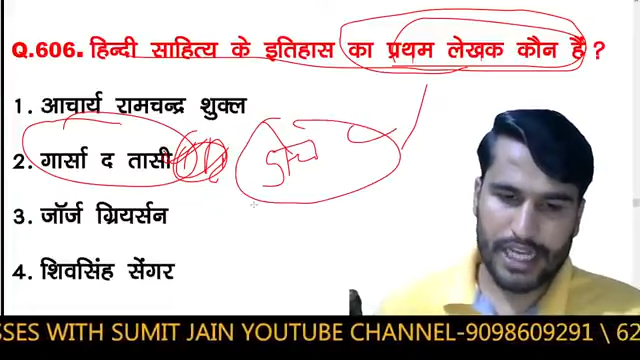 Q.606. हिन्दी साहित्य के इतिहास का प्रथम लेखक कौन है ?
1. आचार्य रामचन्द्र शुक्ल
2. गार्सा द तासी
3. जॉर्ज ग्रियर्सन
4. शिवसिंह सेंगर
SSES WITH SUMIT JAIN YOUTUBE CHANNEL-9098609291 \ 62